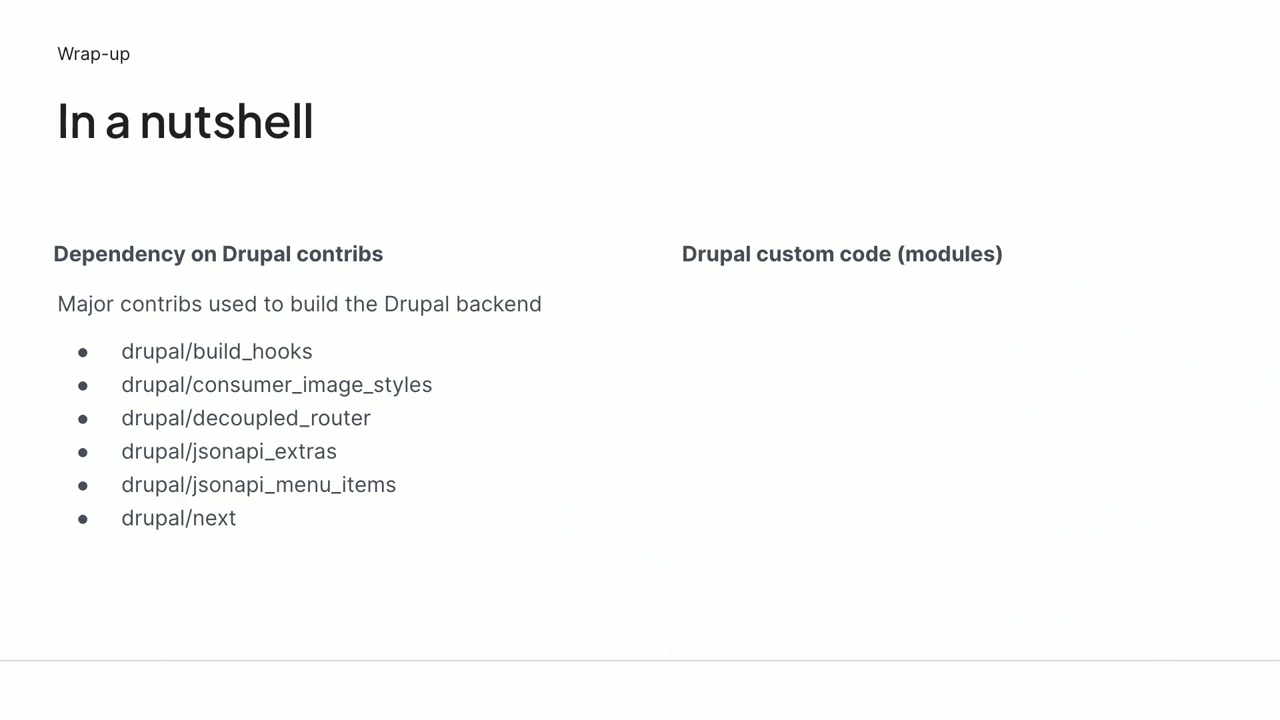 Wrap-up
In a nutshell
Dependency on Drupal contribs
Major contribs used to build the Drupal backend
● drupal/build_hooks
● drupal/consumer_image_styles
● drupal/decoupled_router
● drupal/jsonapi_extras
● drupal/jsonapi_menu_items
● drupal/next
Drupal custom code (modules)